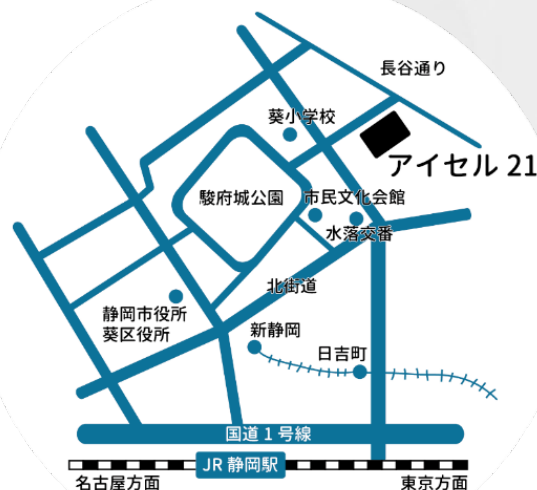 長谷通り
葵小学校
アイセル 21
駿府城公園
市民文化会館
水落交番
北街道
静岡市役所
葵区役所
新静岡
日吉町
国道 1 号線
JR 静岡駅
名古屋方面
東京方面